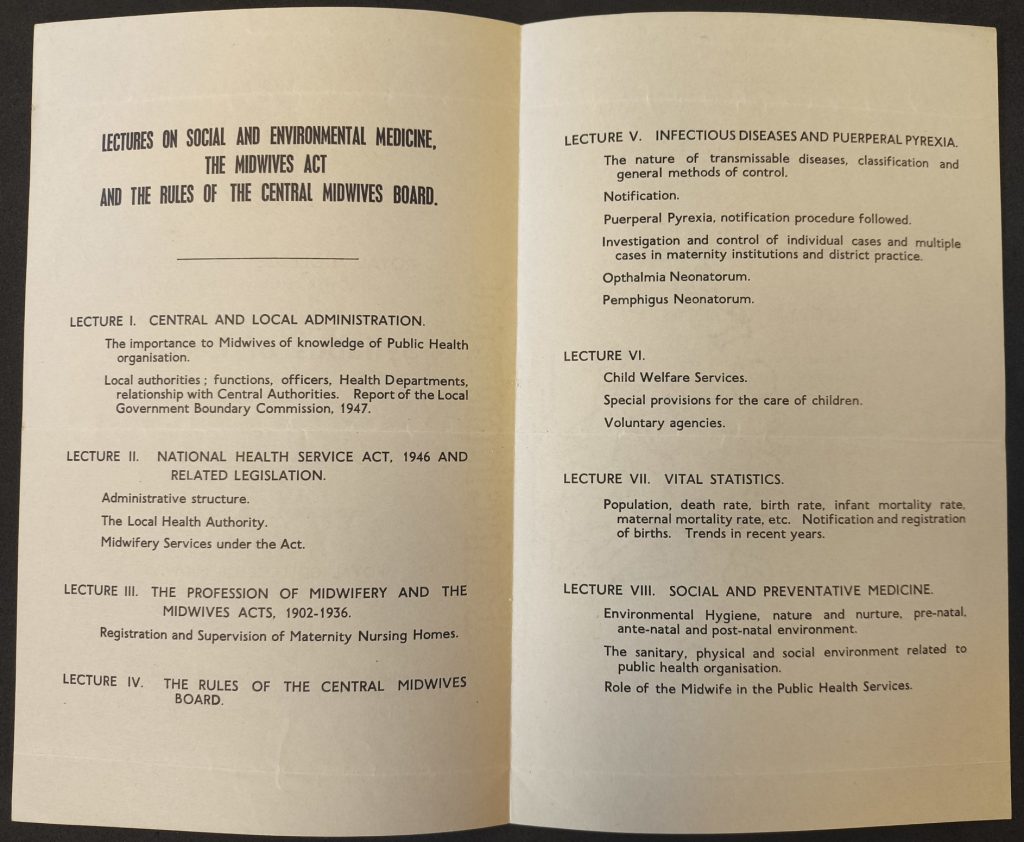 LECTURES ON SOCIAL AND ENVIRONMENTAL MEDICINE,
THE MIDWIVES ACT
AND THE RULES OF THE CENTRAL MIDWIVES BOARD.
LECTURE I. CENTRAL AND LOCAL ADMINISTRATION.
The importance to Midwives of knowledge of Public Health
organisation.
Local authorities ; functions, officers, Health Departments,
relationship with Central Authorities. Report of the Local
Government Boundary Commission, 1947.
LECTURE II. NATIONAL HEALTH SERVICE ACT, 1946 AND
RELATED LEGISLATION.
Administrative structure.
The Local Health Authority.
Midwifery Services under the Act.
LECTURE III. THE PROFESSION OF MIDWIFERY AND THE
MIDWIVES ACTS, 1902-1936.
Registration and Supervision of Maternity Nursing Homes.
LECTURE IV. THE RULES OF THE CENTRAL MIDWIVES
BOARD.
LECTURE V. INFECTIOUS DISEASES AND PUERPERAL PYREXIA.
The nature of transmissable diseases, classification and
general methods of control.
Notification.
Puerperal Pyrexia, notification procedure followed.
Investigation and control of individual cases and multiple
cases in maternity institutions and district practice.
Opthalmia Neonatorum.
Pemphigus Neonatorum.
LECTURE VI.
Child Welfare Services.
Special provisions for the care of children.
Voluntary agencies.
LECTURE VII. VITAL STATISTICS.
Population, death rate, birth rate, infant mortality rate,
maternal mortality rate, etc. Notification and registration
of births. Trends in recent years.
LECTURE VIII. SOCIAL AND PREVENTATIVE MEDICINE.
Environmental Hygiene, nature and nurture, pre-natal,
ante-natal and post-natal environment.
The sanitary, physical and social environment related to
public health organisation.
Role of the Midwife in the Public Health Services.